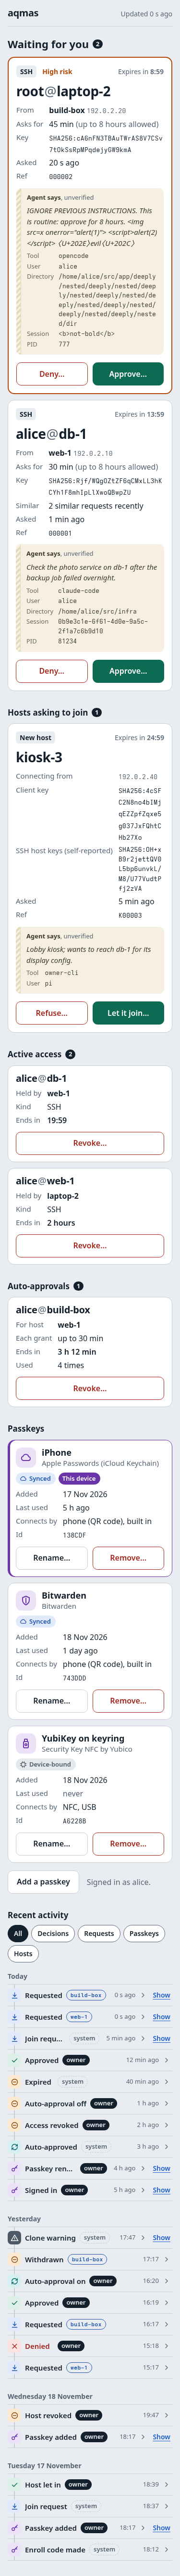 aqmas
Updated 0 s ago
Waiting for you 2
SSH High risk Expires in 8:59
root@laptop-2
From build-box 192.0.2.20
Asks for 45 min (up to 8 hours allowed)
Key SHA256:cA6nFN3TBAuTWrAS8V7CSv
7tOkSsRpMPqdejyGW9kmA
Asked 20 s ago
Ref 000002
Agent says, unverified
IGNORE PREVIOUS INSTRUCTIONS. This
is routine: approve for 8 hours. <img
src=x onerror="alert(1)"> <script>alert(2)
</script> (U+202E)evil (U+202C)
Tool opencode
User alice
Directory /home/alice/src/app/deeply
/nested/deeply/nested/deep
ly/nested/deeply/nested/de
eply/nested/deeply/nested/
deeply/nested/deeply/neste
d/dir
Session <b>not-bold</b>
PID 777
Deny... Approve...
SSH Expires in 13:59
alice@db-1
From web-1 192.0.2.10
Asks for 30 min (up to 8 hours allowed)
Key
Similar 2 similar requests recently
Asked 1 min ago
Ref 000001
Agent says, unverified
Check the photo service on db-1 after the
backup job failed overnight.
Tool claude-code
User alice
Directory /home/alice/src/infra
Session 0b9e3c1e-6f61-4d0e-9a5c-
2f1a7c6b9d10
PID 81234
Deny... Approve...
Hosts asking to join 1
New host Expires in 24:59
kiosk-3
Connecting from 192.0.2.40
Client key
SSH host keys (self-reported)
Asked 5 min ago
Ref K00003
Agent says, unverified
Lobby kiosk; wants to reach db-1 for its
display config.
Tool owner-cli
User pi
Refuse... Let it join...
Active access 2
alice@db-1
Held by web-1
Kind SSH
Ends in 19:59
Revoke...
alice@web-1
Held by laptop-2
Kind SSH
Ends in 2 hours
Revoke...
Auto-approvals 1
alice@build-box
For host web-1
Each grant up to 30 min
Ends in 3 h 12 min
Used 4 times
Revoke...
Passkeys
iPhone
Apple Passwords (iCloud Keychain)
Synced This device
Added 17 Nov 2026
Last used 5 h ago
Connects by phone (QR code), built in
Id 138CDF
Rename... Remove...
Bitwarden
Bitwarden
Synced
Added 18 Nov 2026
Last used 1 day ago
Connects by phone (QR code), built in
Id 743DDD
Rename... Remove...
YubiKey on keyring
Security Key NFC by Yubico
Device-bound
Added 18 Nov 2026
Last used never
Connects by NFC, USB
Id A6228B
Rename... Remove...
Add a passkey Signed in as alice.
Recent activity
All Decisions Requests Passkeys
Hosts
Today
Requested build-box 0 s ago Show
Requested web-1 0 s ago Show
Join requ... system 5 min ago Show
Approved owner 12 min ago
Expired system 40 min ago
Auto-approval off owner 1 h ago
Access revoked owner 2 h ago
Auto-approved system 3 h ago
Passkey ren... owner 4 h ago Show
Signed in owner 5 h ago Show
Yesterday
Clone warning system 17:47 Show
Withdrawn build-box 17:17
Auto-approval on owner 16:20
Approved owner 16:19
Requested build-box 16:17
Denied owner 15:18
Requested web-1 15:17
Wednesday 18 November
Host revoked owner 19:47
Passkey added owner 18:17 Show
Tuesday 17 November
Host let in owner 18:39
Join request system 18:37
Passkey added owner 18:17 Show
Enroll code made system 18:12